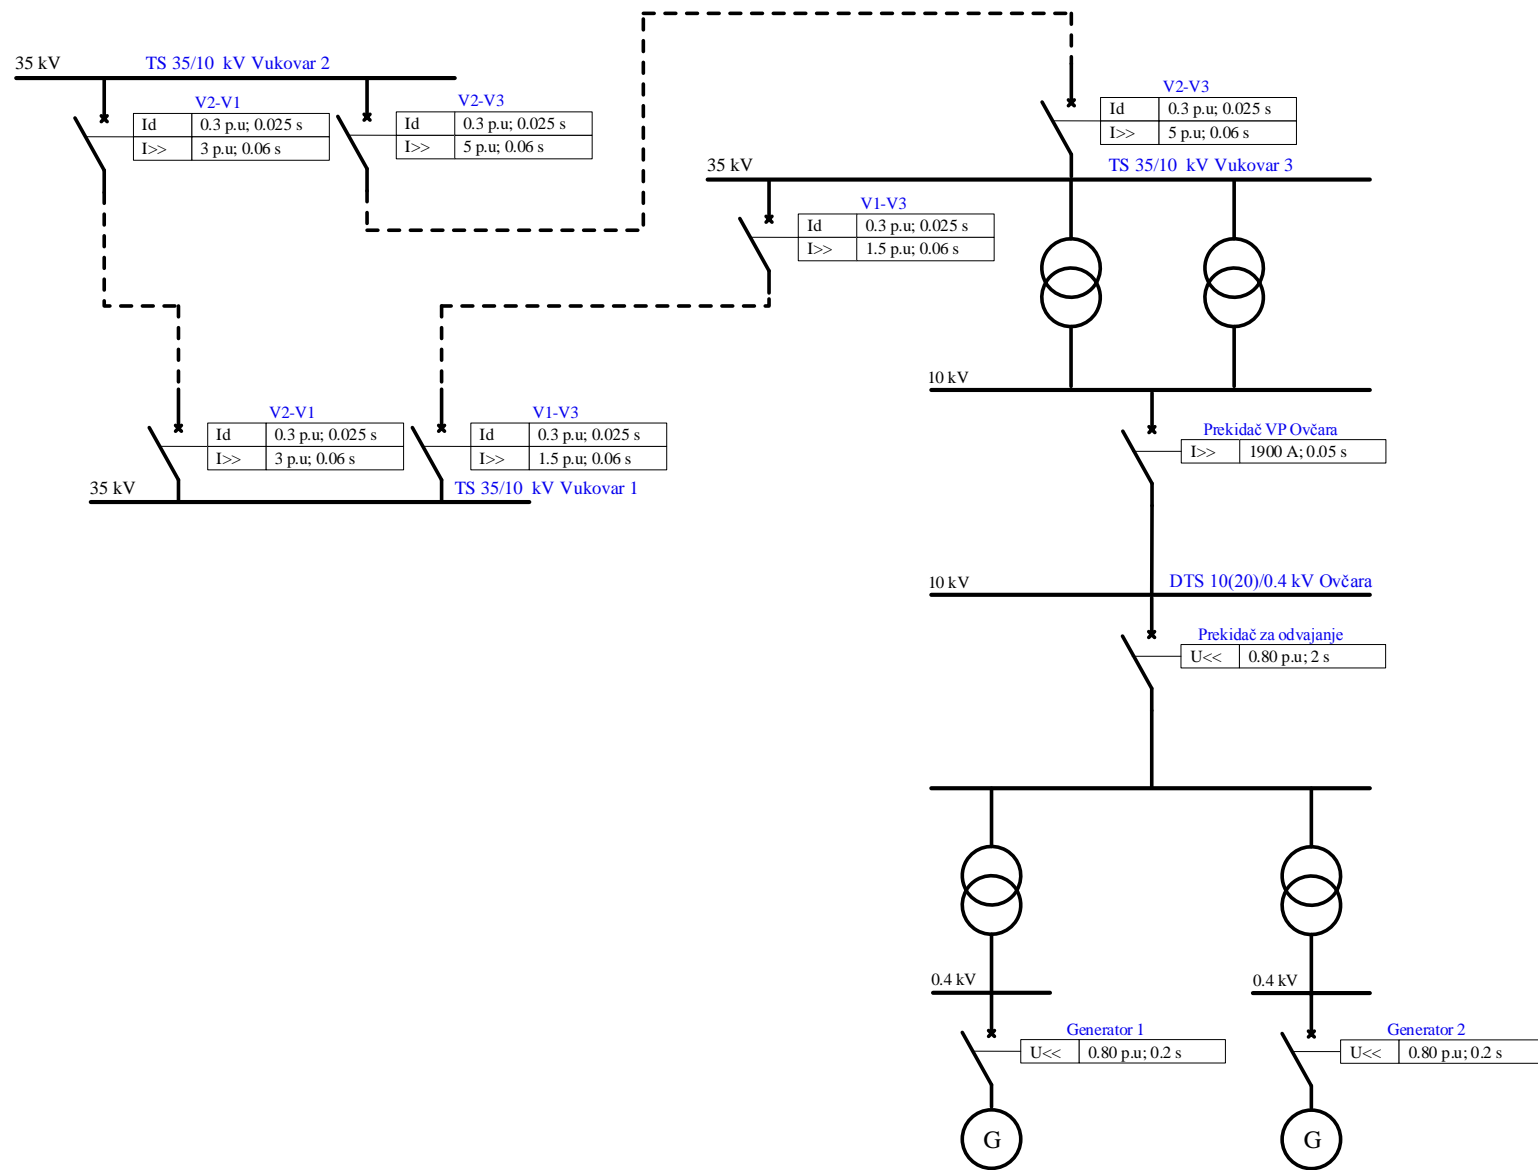 35 kV
TS 35/10 kV Vukovar 2
V2-V1
Id 0.3 p.u; 0.025 s
I>> 3 p.u; 0.06 s
V2-V3
Id 0.3 p.u; 0.025 s
I>> 5 p.u; 0.06 s
V2-V3
Id 0.3 p.u; 0.025 s
I>> 5 p.u; 0.06 s
35 kV
TS 35/10 kV Vukovar 3
V1-V3
Id 0.3 p.u; 0.025 s
I>> 1.5 p.u; 0.06 s
10 kV
V2-V1
Id 0.3 p.u; 0.025 s
I>> 3 p.u; 0.06 s
V1-V3
Id 0.3 p.u; 0.025 s
I>> 1.5 p.u; 0.06 s
35 kV
TS 35/10 kV Vukovar 1
Prekidač VP Ovčara
I>> 1900 A; 0.05 s
10 kV
DTS 10(20)/0.4 kV Ovčara
Prekidač za odvajanje
U<< 0.80 p.u; 2 s
0.4 kV
0.4 kV
Generator 1
U<< 0.80 p.u; 0.2 s
Generator 2
U<< 0.80 p.u; 0.2 s
G
G